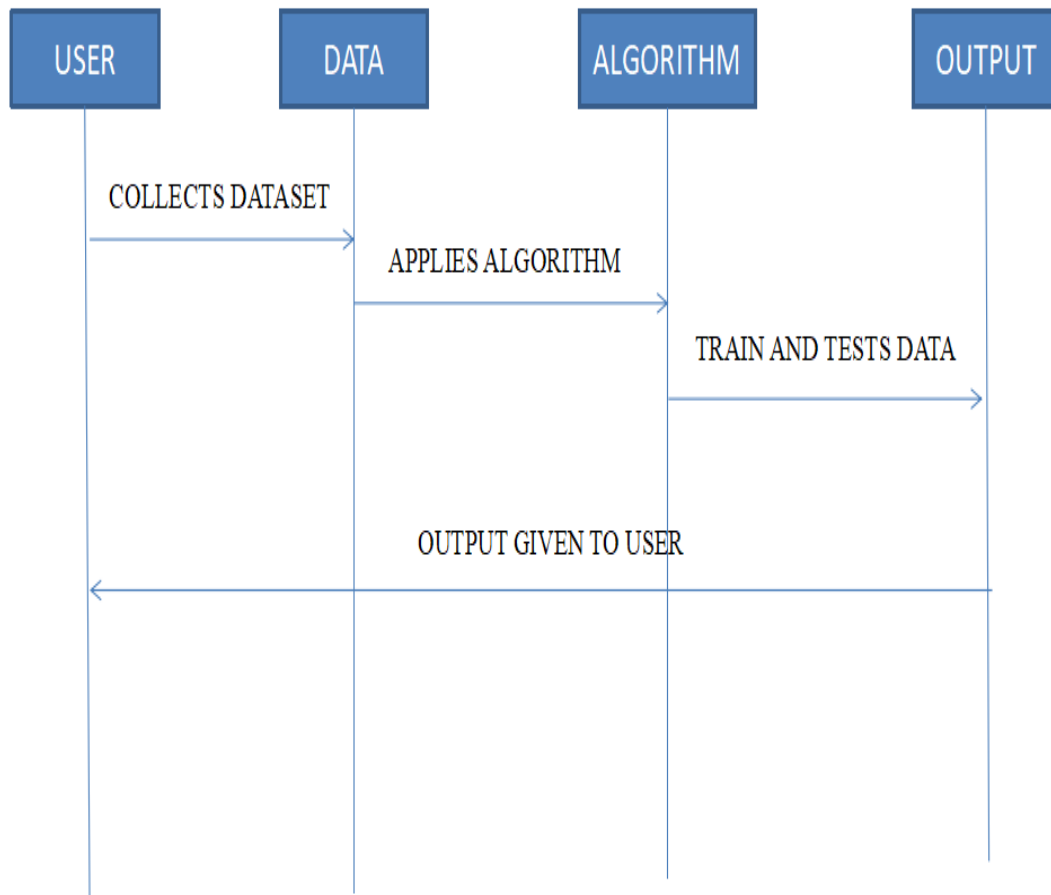 USER
DATA
ALGORITHM
OUTPUT
COLLECTS DATASET
APPLIES ALGORITHM
TRAIN AND TESTS DATA
OUTPUT GIVEN TO USER